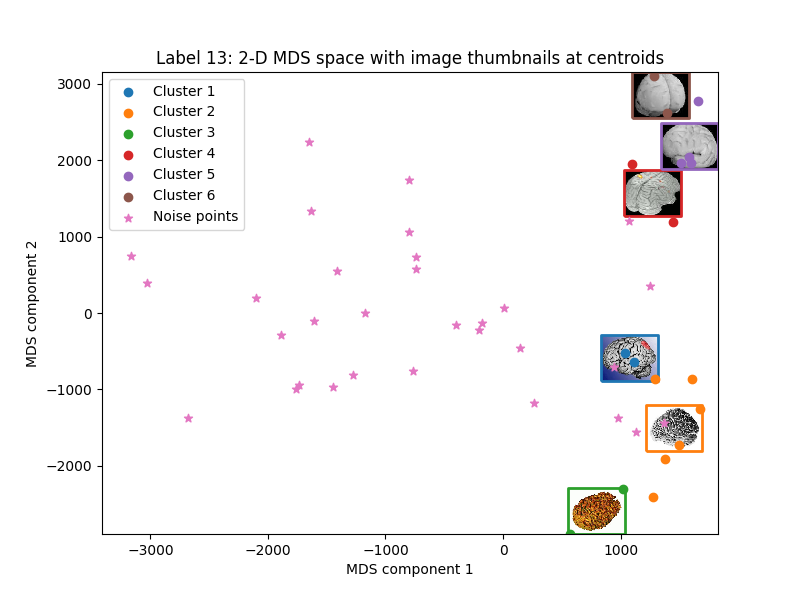 Label 13: 2-D MDS space with image thumbnails at centroids
3000
2000
1000
0
−1000
−2000
MDS component 2
Cluster 1
Cluster 2
Cluster 3
Cluster 4
Cluster 5
Cluster 6
Noise points
−3000 −2000 −1000 0 1000
MDS component 1